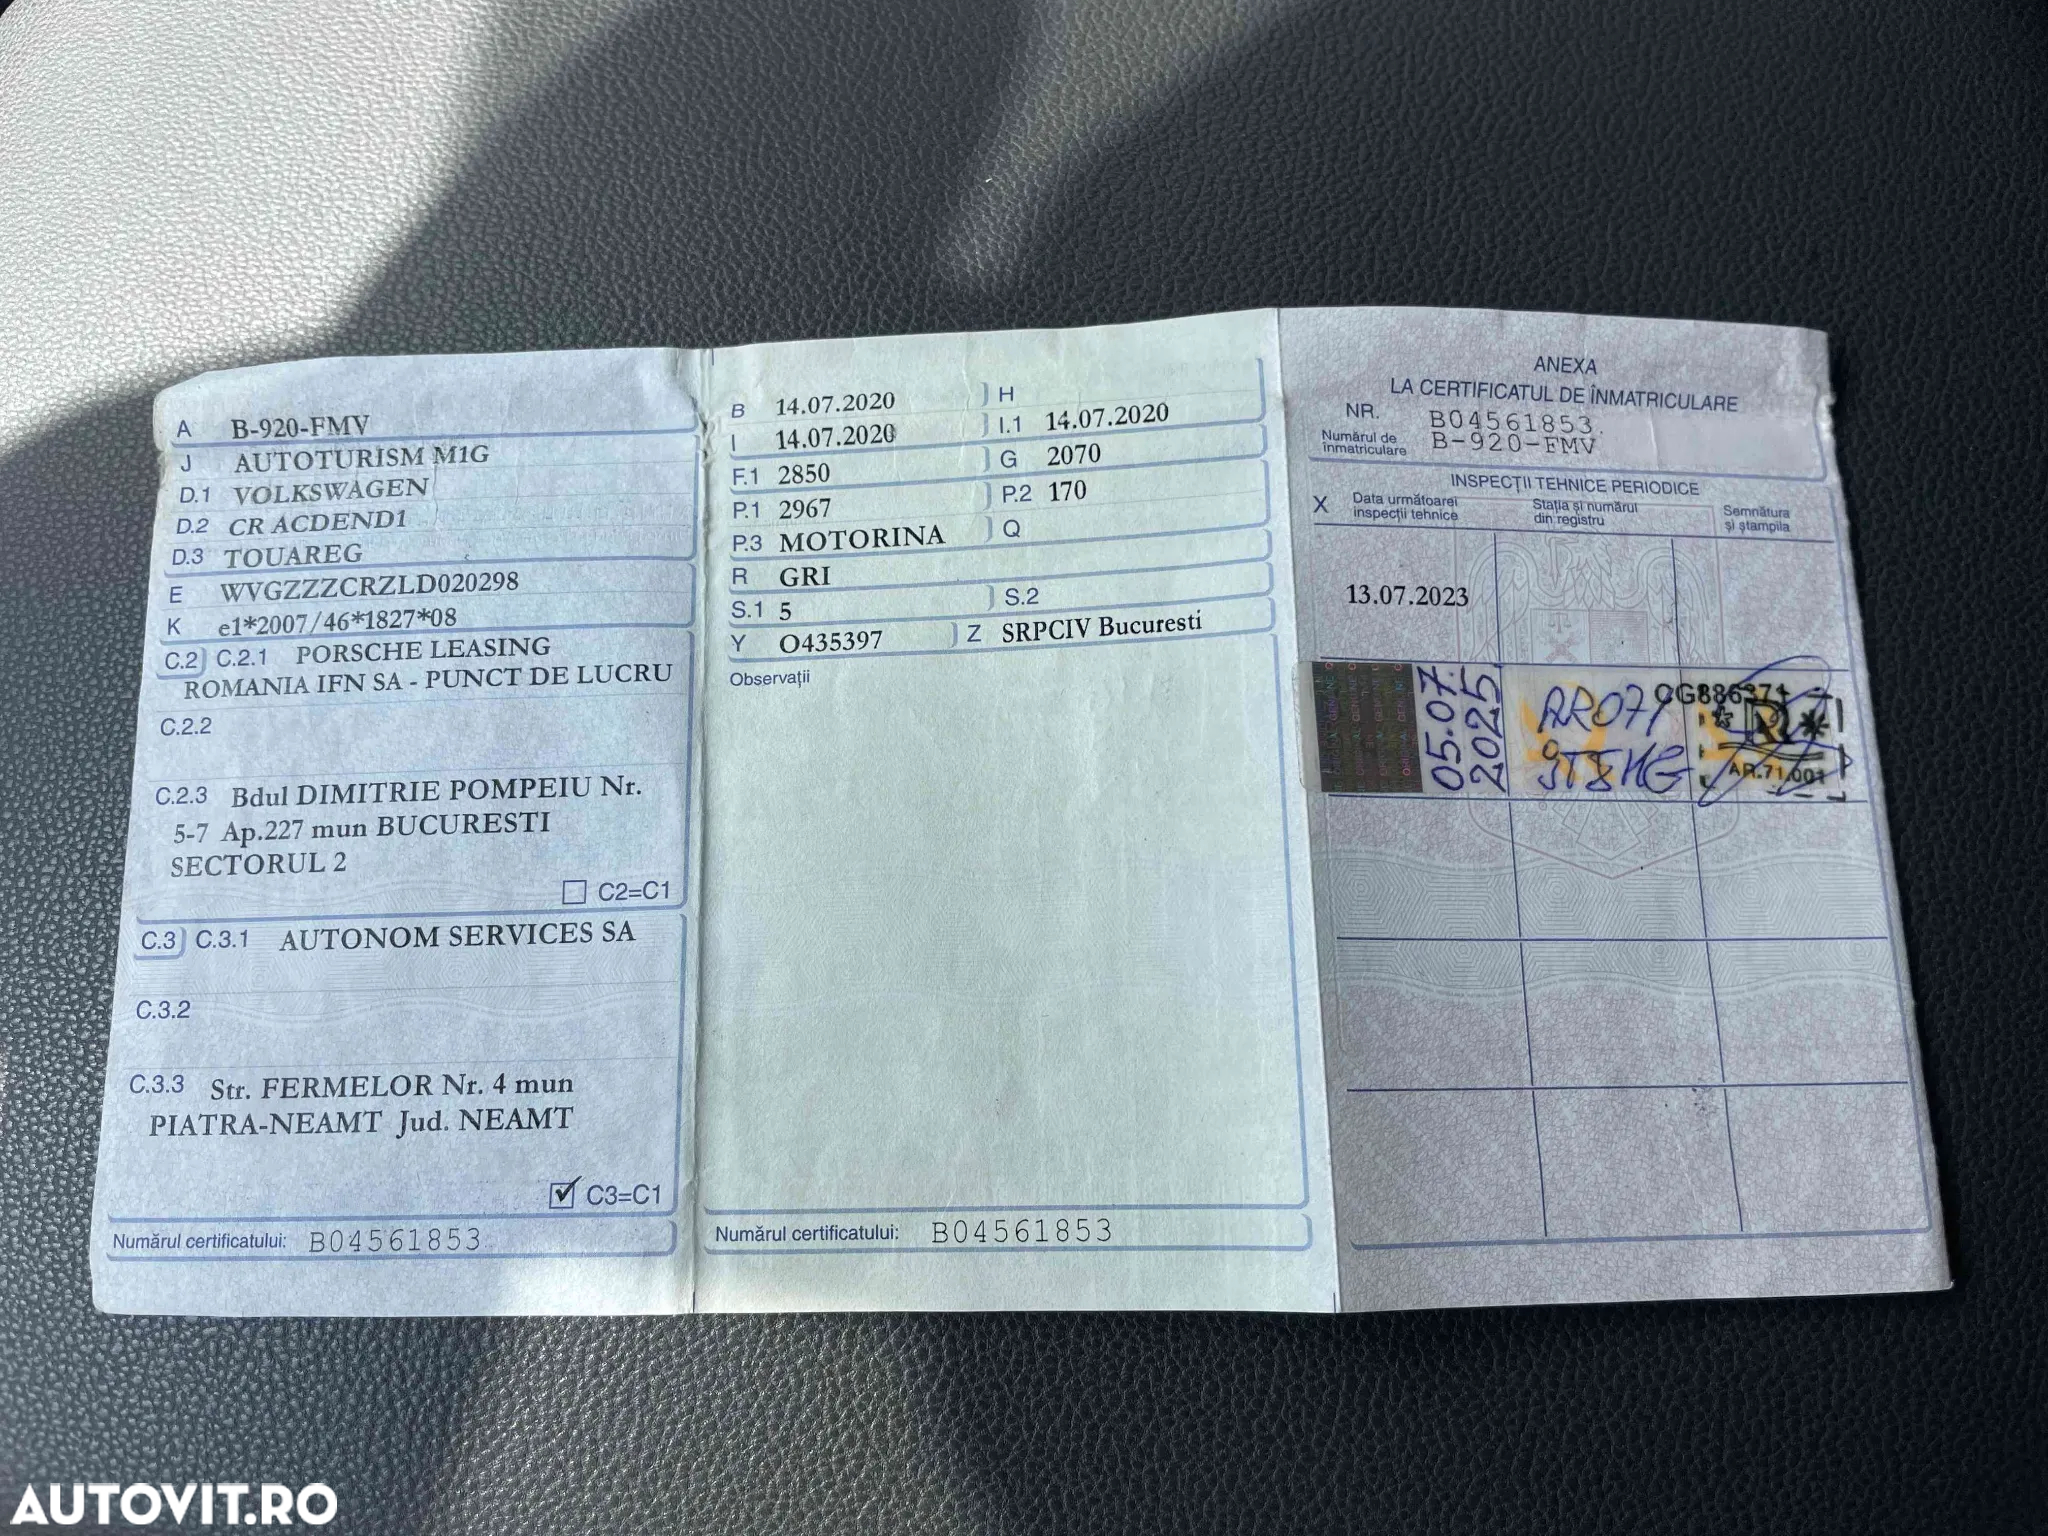 A B-920-FMV
J AUTOTURISM M1G
D.1 VOLKSWAGEN
D.2 CR ACDEND1
D.3 TOUAREG
E WVGZZZCRZLD020298
K e1*2007/46*1827*08
C.2 C.2.1 PORSCHE LEASING
ROMANIA IFN SA - PUNCT DE LUCRU
C.2.2
C.2.3 Bdul DIMITRIE POMPEIU Nr.
5-7 Ap.227 mun BUCURESTI
SECTORUL 2
C2=C1
C.3 C.3.1 AUTONOM SERVICES SA
C.3.2
C.3.3 Str. FERMELOR Nr. 4 mun
PIATRA-NEAMT Jud. NEAMT
C3=C1
Numărul certificatului: B04561853
B 14.07.2020 H
I 14.07.2020 I.1 14.07.2020
F.1 2850 G 2070
P.1 2967 P.2 170
P.3 MOTORINA Q
R GRI
S.1 5 S.2
Y O435397 Z SRPCIV Bucuresti
Observații
Numărul certificatului: B04561853
ANEXA
LA CERTIFICATUL DE ÎNMATRICULARE
NR. B04561853
Numărul de înmatriculare B-920-FMV
INSPECȚII TEHNICE PERIODICE
X Data următoarei inspecții tehnice
Stația și numărul din registru
Semnătura și ștampila
13.07.2023
05.07.
2025
AR071
CG886371
R
AR.71.001
AUTOVIT.RO